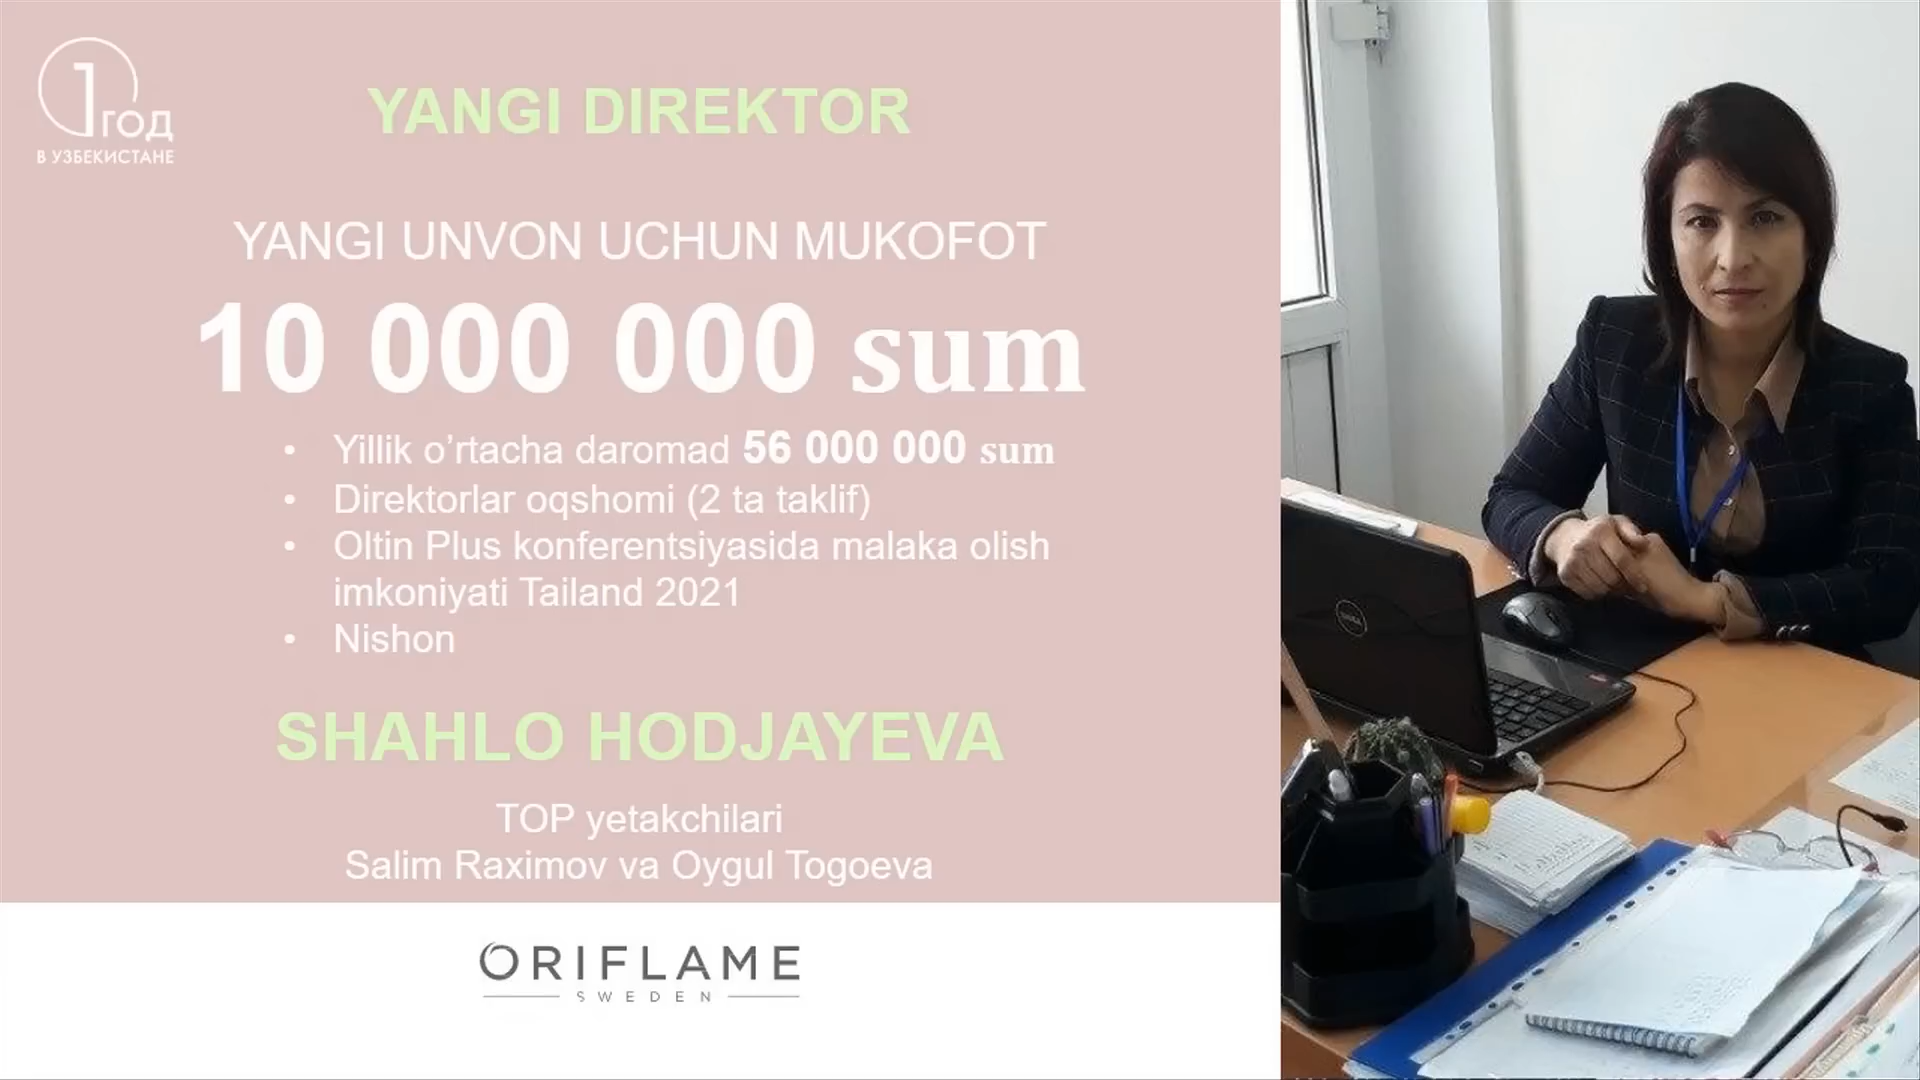 1 год
В УЗБЕКИСТАНЕ
YANGI DIREKTOR
YANGI UNVON UCHUN MUKOFOT
10 000 000 sum
• Yillik o’rtacha daromad 56 000 000 sum
• Direktorlar oqshomi (2 ta taklif)
• Oltin Plus konferentsiyasida malaka olish
imkoniyati Tailand 2021
• Nishon
SHAHLO HODJAYEVA
TOP yetakchilari
Salim Raximov va Oygul Togoeva
ORIFLAME
SWEDEN